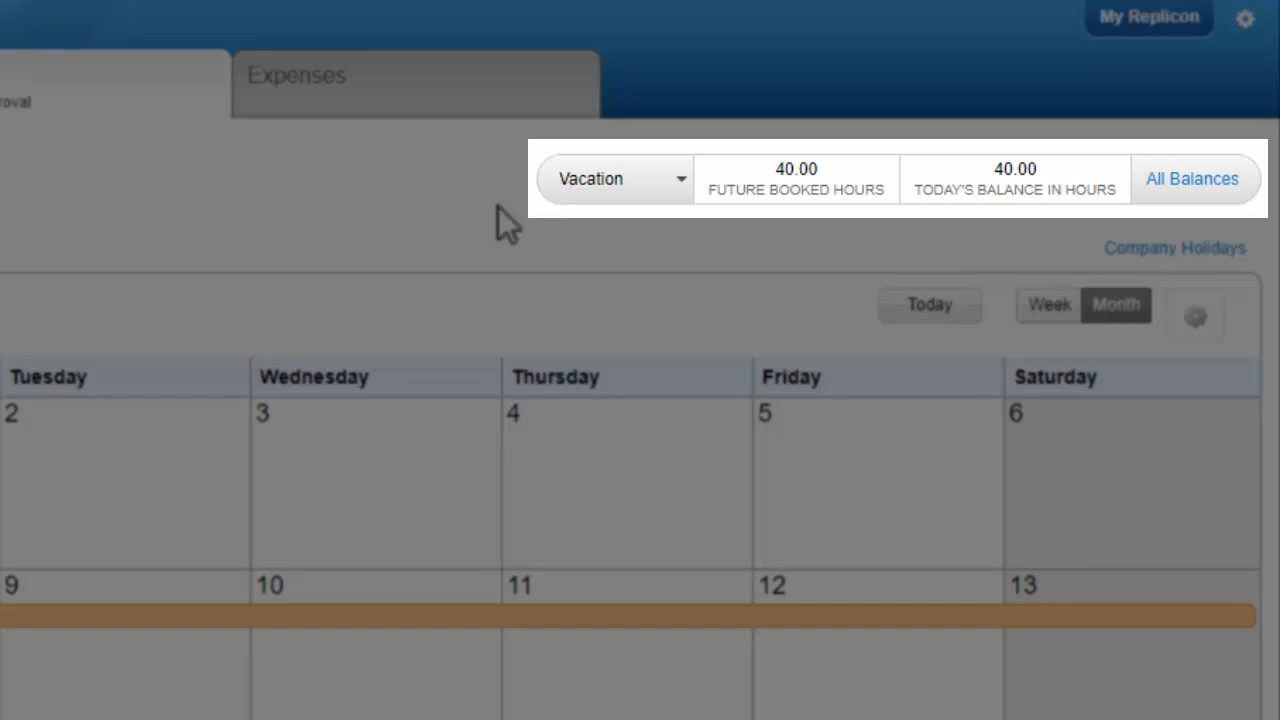 My Replicon
Expenses
roval
Vacation
40.00
FUTURE BOOKED HOURS
40.00
TODAY'S BALANCE IN HOURS
All Balances
Company Holidays
Today
Week
Month
Tuesday
Wednesday
Thursday
Friday
Saturday
2
3
4
5
6
9
10
11
12
13